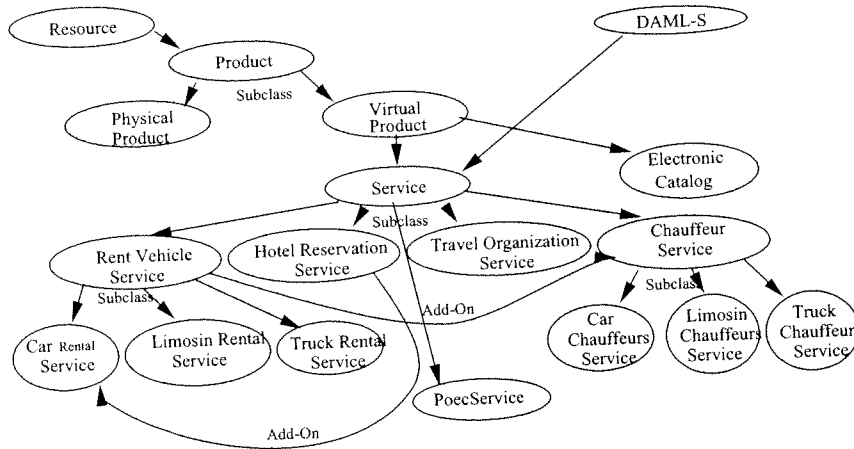 Resource
DAML-S
Product
Subclass
Physical
Product
Virtual
Product
Electronic
Catalog
Service
Subclass
Rent Vehicle
Service
Hotel Reservation
Service
Travel Organization
Service
Chauffeur
Service
Subclass
Add-On
Subclass
Car Rental
Service
Limosin Rental
Service
Truck Rental
Service
Car
Chauffeurs
Service
Limosin
Chauffeurs
Service
Truck
Chauffeur
Service
PoecService
Add-On